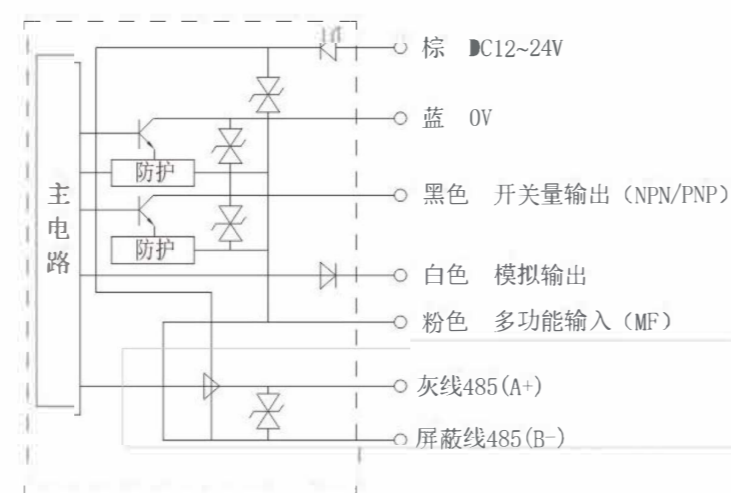 棕 DC12~24V
蓝 0V
防护
主电路
黑色 开关量输出（NPN/PNP）
防护
白色 模拟输出
粉色 多功能输入（MF）
灰线485(A+)
屏蔽线485(B-)